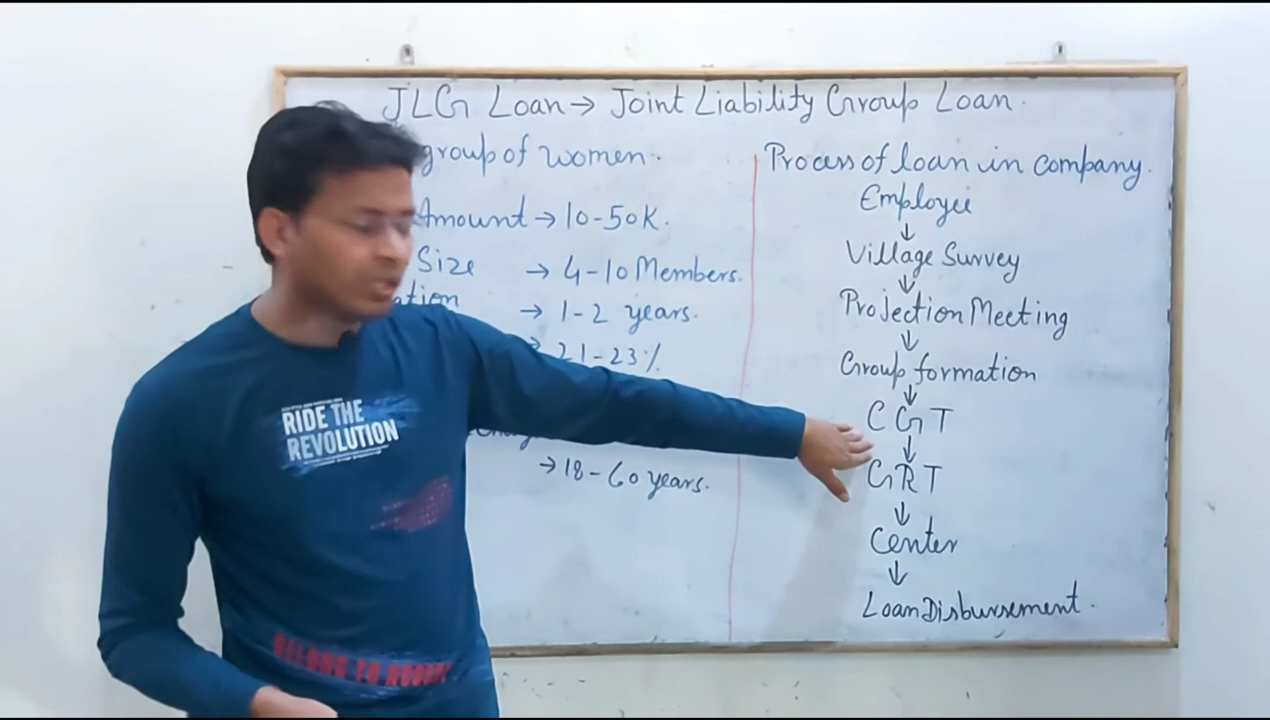 JLG Loan → Joint Liability Group Loan.
group of women.
Amount → 10-50K.
Size → 4-10 Members.
ation → 1-2 years.
→ 21-23%
→ 18-60 years.
Process of loan in company.
Employee
↓
Village Survey
↓
Projection Meeting
↓
Group formation
↓
CGT
↓
GRT
↓
Center
↓
Loan Disbursement.
RIDE THE
REVOLUTION